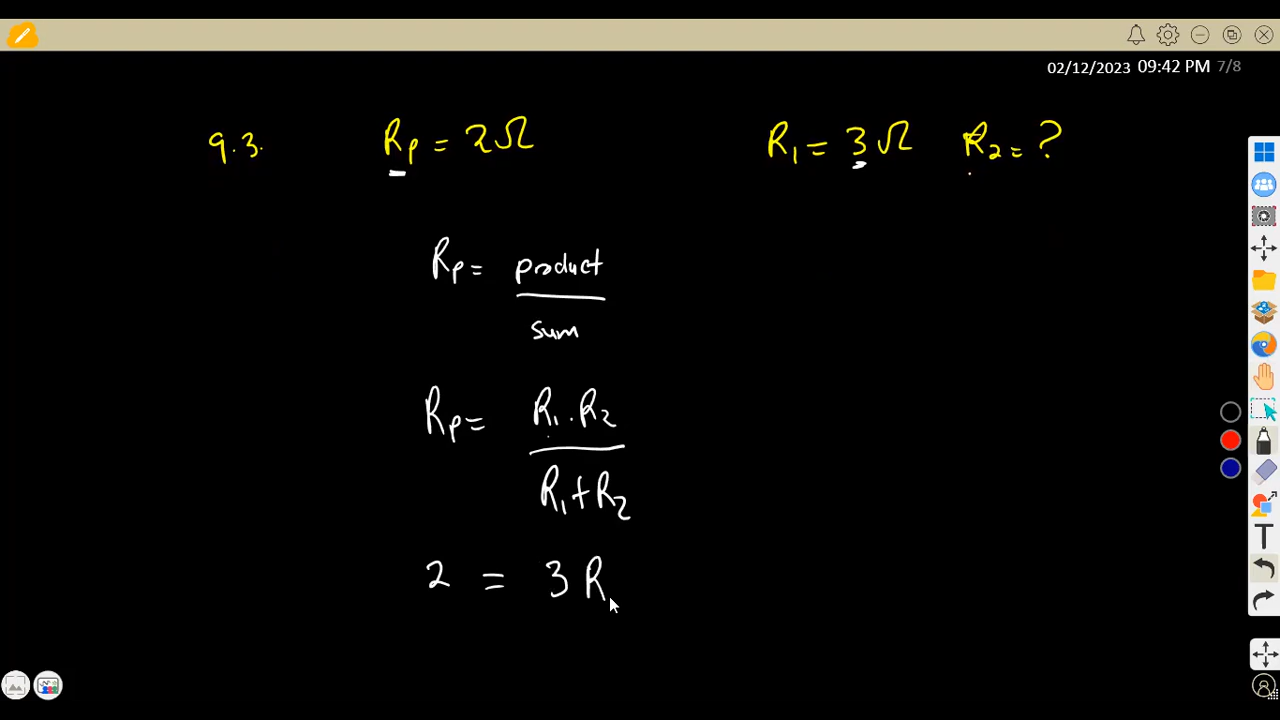 02/12/2023 09:42 PM 7/8
9.3. Rp = 2Ω R1 = 3Ω R2 = ?
Rp = product
sum
Rp = R1 . R2
R1 + R2
2 = 3 R
T